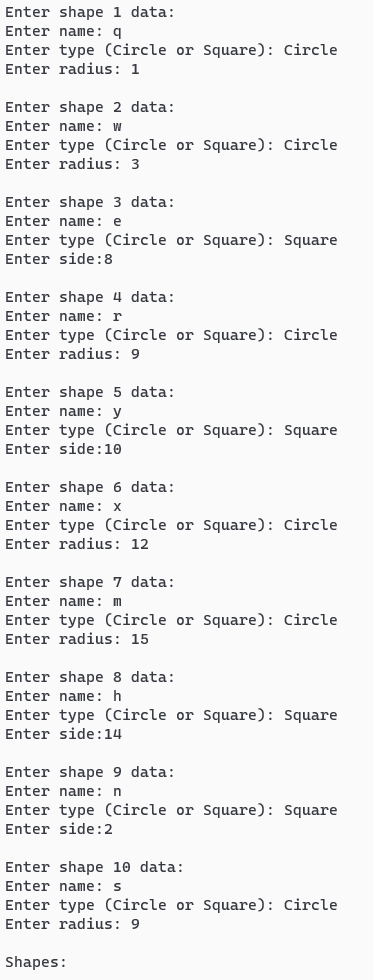 Enter shape 1 data:
Enter name: q
Enter type (Circle or Square): Circle
Enter radius: 1

Enter shape 2 data:
Enter name: w
Enter type (Circle or Square): Circle
Enter radius: 3

Enter shape 3 data:
Enter name: e
Enter type (Circle or Square): Square
Enter side:8

Enter shape 4 data:
Enter name: r
Enter type (Circle or Square): Circle
Enter radius: 9

Enter shape 5 data:
Enter name: y
Enter type (Circle or Square): Square
Enter side:10

Enter shape 6 data:
Enter name: x
Enter type (Circle or Square): Circle
Enter radius: 12

Enter shape 7 data:
Enter name: m
Enter type (Circle or Square): Circle
Enter radius: 15

Enter shape 8 data:
Enter name: h
Enter type (Circle or Square): Square
Enter side:14

Enter shape 9 data:
Enter name: n
Enter type (Circle or Square): Square
Enter side:2

Enter shape 10 data:
Enter name: s
Enter type (Circle or Square): Circle
Enter radius: 9

Shapes: